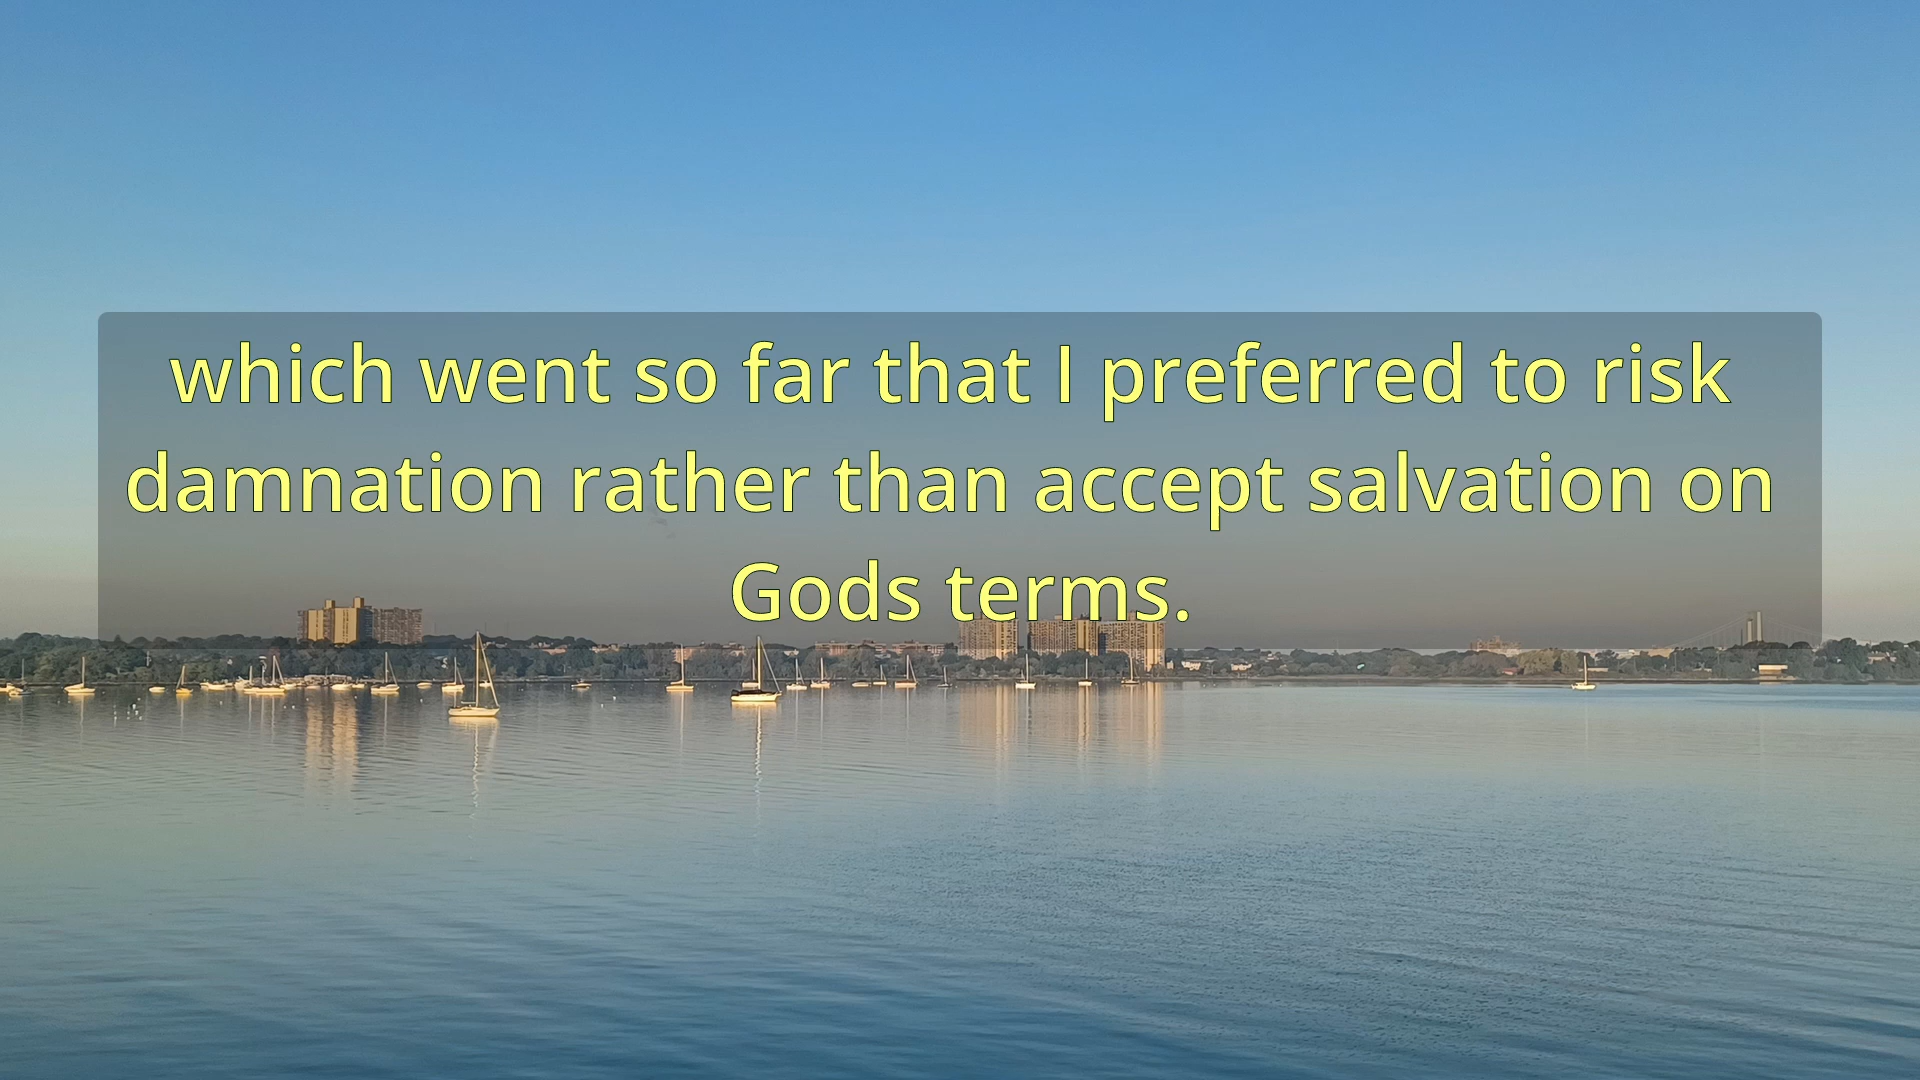 which went so far that I preferred to risk
damnation rather than accept salvation on
Gods terms.